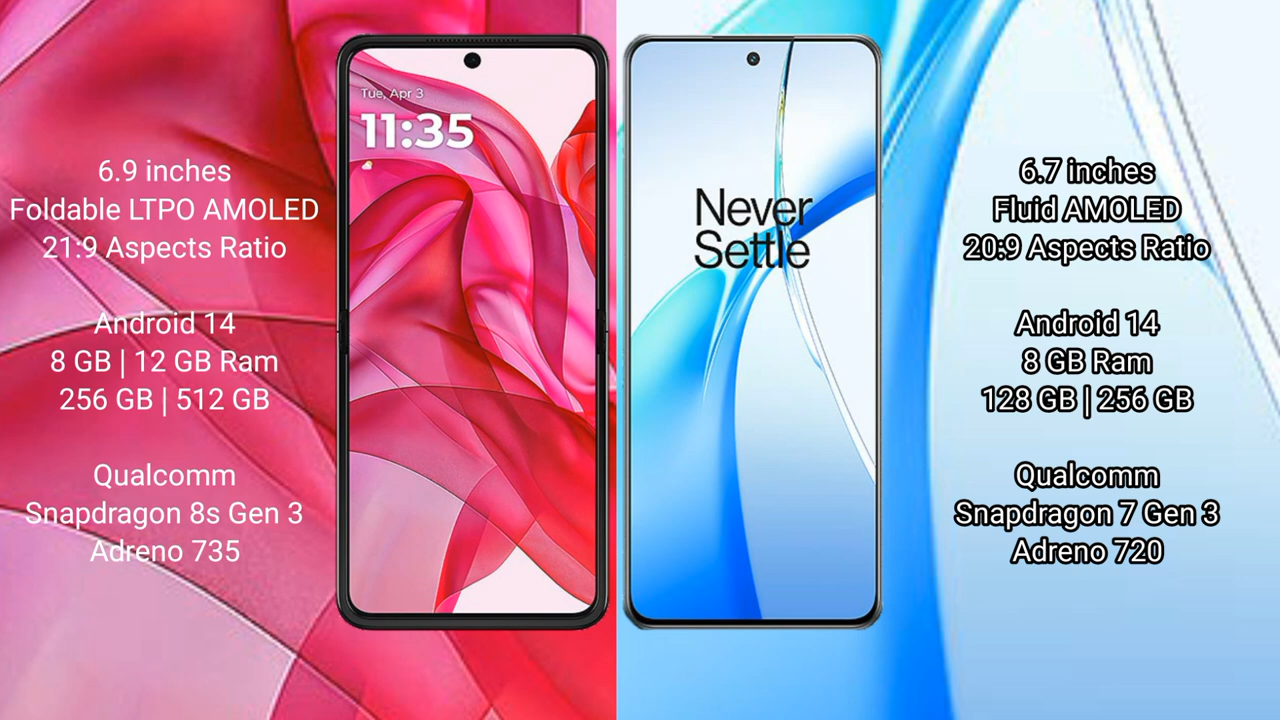 6.9 inches
Foldable LTPO AMOLED
21:9 Aspects Ratio
Android 14
8 GB | 12 GB Ram
256 GB | 512 GB
Qualcomm
Snapdragon 8s Gen 3
Adreno 735
Tue, Apr 3
11:35
Never
Settle
6.7 inches
Fluid AMOLED
20:9 Aspects Ratio
Android 14
8 GB Ram
128 GB | 256 GB
Qualcomm
Snapdragon 7 Gen 3
Adreno 720